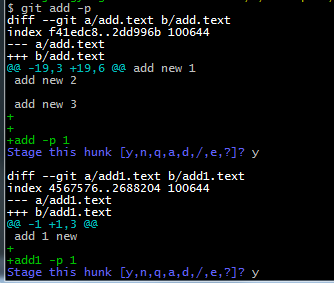 $ git add -p
diff --git a/add.text b/add.text
index f41edc8..2dd996b 100644
--- a/add.text
+++ b/add.text
@@ -19,3 +19,6 @@ add new 1
 add new 2

 add new 3
+
+
+add -p 1
Stage this hunk [y,n,q,a,d,/,e,?]? y

diff --git a/add1.text b/add1.text
index 4567576..2688204 100644
--- a/add1.text
+++ b/add1.text
@@ -1 +1,3 @@
 add 1 new
+
+add1 -p 1
Stage this hunk [y,n,q,a,d,/,e,?]? y